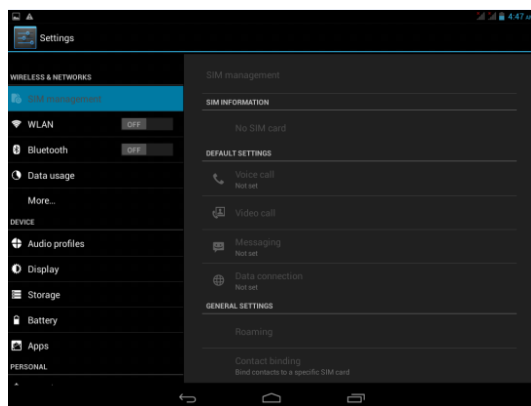 4:47 AM
Settings
WIRELESS & NETWORKS
SIM management
WLAN OFF
Bluetooth OFF
Data usage
More...
DEVICE
Audio profiles
Display
Storage
Battery
Apps
PERSONAL
SIM management
SIM INFORMATION
No SIM card
DEFAULT SETTINGS
Voice call
Not set
Video call
Messaging
Not set
Data connection
Not set
GENERAL SETTINGS
Roaming
Contact binding
Bind contacts to a specific SIM card